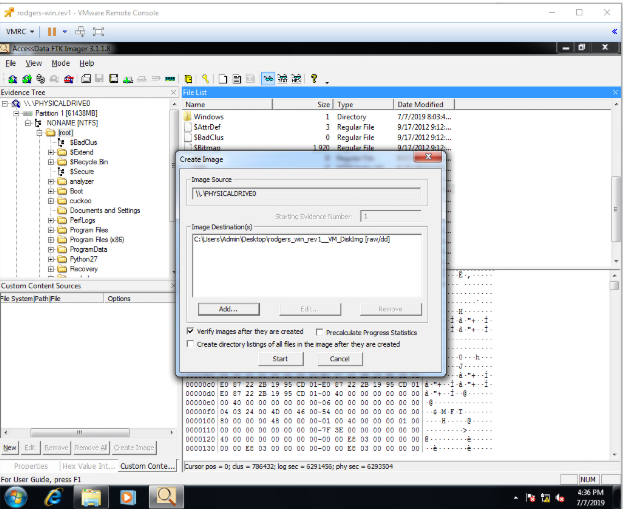 rodgers-win.rev1 - VMware Remote Console
VMRC
AccessData FTK Imager 3.1.1.8
File View Mode Help
Evidence Tree
\\.\PHYSICALDRIVE0
Partition 1 [61438MB]
NONAME [NTFS]
[root]
$BadClus
$Extend
$Recycle Bin
$Secure
analyzer
Boot
cuckoo
Documents and Settings
PerfLogs
Program Files
Program Files (x86)
ProgramData
Python27
Recovery
File List
Name Size Type Date Modified
Windows 1 Directory 7/7/2019 8:03:4...
$AttrDef 3 Regular File 9/17/2012 9:12:...
$BadClus 0 Regular File 9/17/2012 9:12:...
$Bitmap 1,920 Regular File 9/17/2012 9:12:...
Create Image
Image Source
\\.\PHYSICALDRIVE0
Starting Evidence Number: 1
Image Destination(s)
C:\Users\Admin\Desktop\rodgers_win_rev1__VM_DiskImg [raw/dd]
Add... Edit... Remove
Verify images after they are created
Precalculate Progress Statistics
Create directory listings of all files in the image after they are created
Start Cancel
Custom Content Sources
File System|Path|File Options
New Edit Remove Remove All Create Image
Properties Hex Value Int... Custom Conte...
00000c0 E0 87 22 2B 19 95 CD 01-E0 87 22 2B 19 95 CD 01
00000d0 E0 87 22 2B 19 95 CD 01-00 40 00 00 00 00 00 00
00000e0 00 40 00 00 00 00 00 00-06 00 00 00 00 00 00 00
00000f0 04 03 24 00 4D 00 46 00-54 00 00 00 00 00 00 00
0000100 80 00 00 00 48 00 00 00-01 00 40 00 00 00 01 00
0000110 00 00 00 00 00 00 00 00-7F 3E 00 00 00 00 00 00
0000120 40 00 00 00 00 00 00 00-00 00 E8 03 00 00 00 00
0000130 00 00 E8 03 00 00 00 00-00 00 E8 03 00 00 00 00
Cursor pos = 0; clus = 786432; log sec = 6291456; phy sec = 6293504
For User Guide, press F1
NUM
4:36 PM
7/7/2019